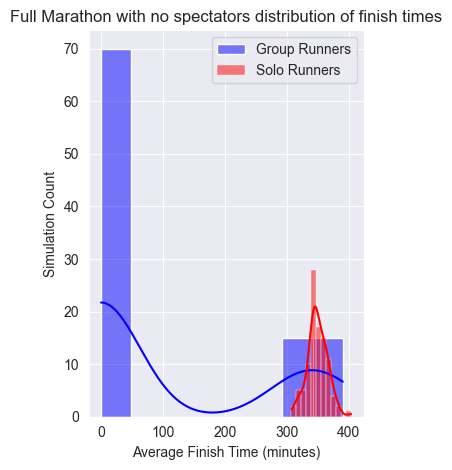 Full Marathon with no spectators distribution of finish times
Group Runners
Solo Runners
70
60
50
40
30
20
10
0
Simulation Count
0
100
200
300
400
Average Finish Time (minutes)